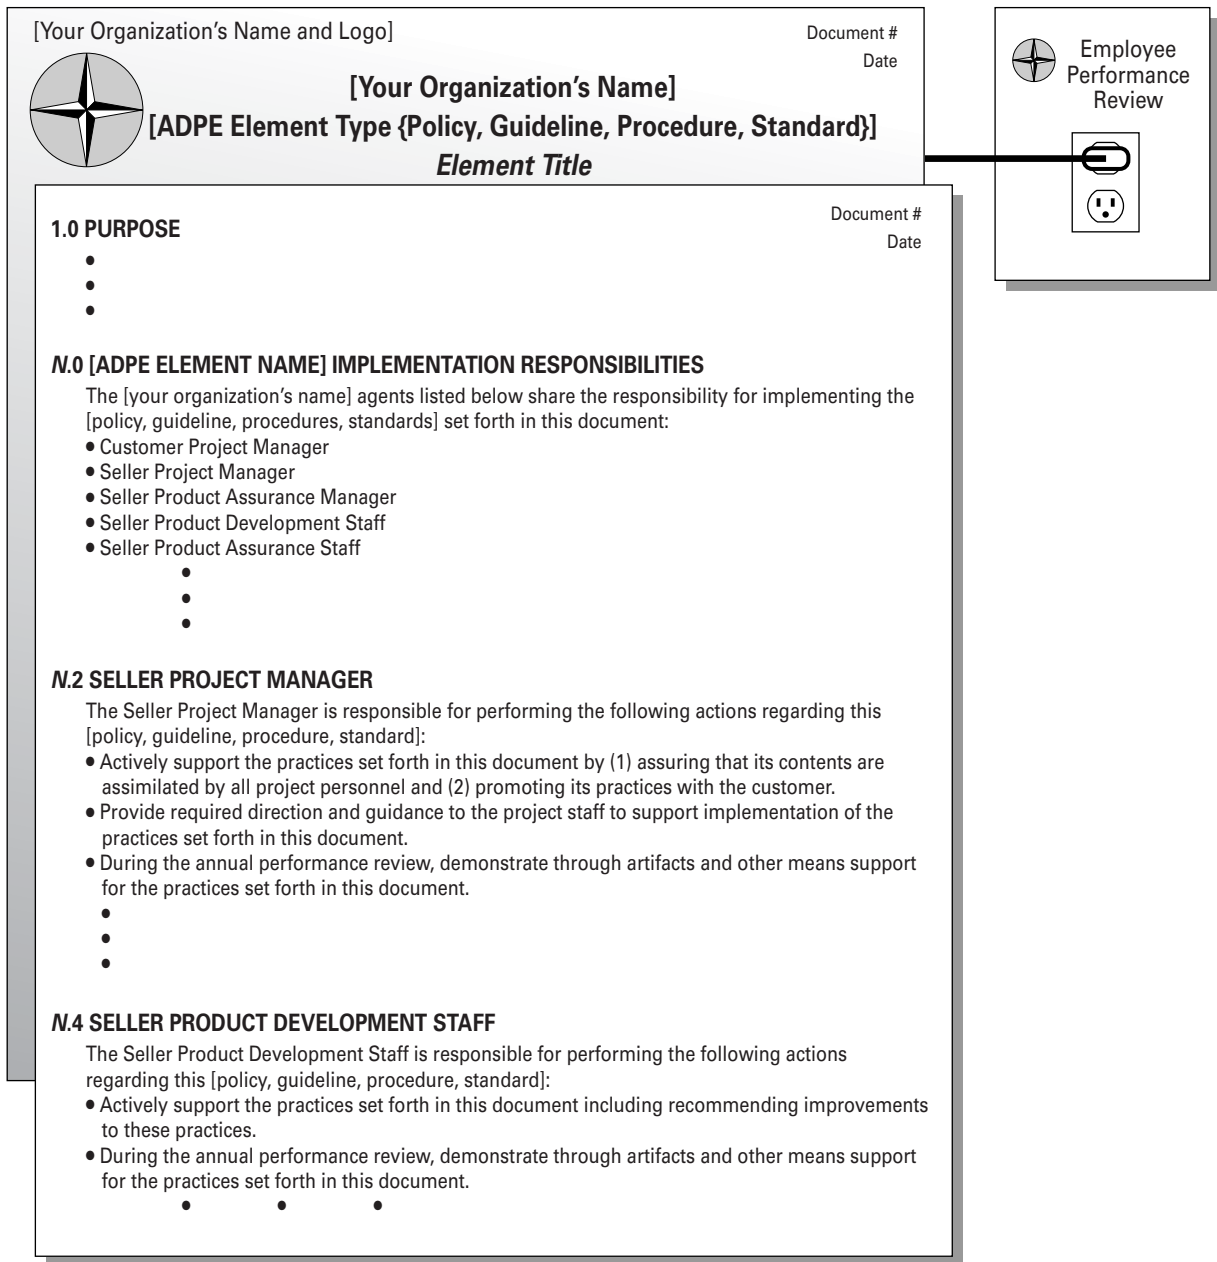 [Your Organization's Name and Logo]
Document #
Date
[Your Organization's Name]
[ADPE Element Type {Policy, Guideline, Procedure, Standard}]
Element Title
Employee
Performance
Review
Document #
Date
1.0 PURPOSE
•
•
•
N.0 [ADPE ELEMENT NAME] IMPLEMENTATION RESPONSIBILITIES
The [your organization's name] agents listed below share the responsibility for implementing the
[policy, guideline, procedures, standards] set forth in this document:
• Customer Project Manager
• Seller Project Manager
• Seller Product Assurance Manager
• Seller Product Development Staff
• Seller Product Assurance Staff
•
•
•
N.2 SELLER PROJECT MANAGER
The Seller Project Manager is responsible for performing the following actions regarding this
[policy, guideline, procedure, standard]:
• Actively support the practices set forth in this document by (1) assuring that its contents are
assimilated by all project personnel and (2) promoting its practices with the customer.
• Provide required direction and guidance to the project staff to support implementation of the
practices set forth in this document.
• During the annual performance review, demonstrate through artifacts and other means support
for the practices set forth in this document.
•
•
•
N.4 SELLER PRODUCT DEVELOPMENT STAFF
The Seller Product Development Staff is responsible for performing the following actions
regarding this [policy, guideline, procedure, standard]:
• Actively support the practices set forth in this document including recommending improvements
to these practices.
• During the annual performance review, demonstrate through artifacts and other means support
for the practices set forth in this document.
• • •